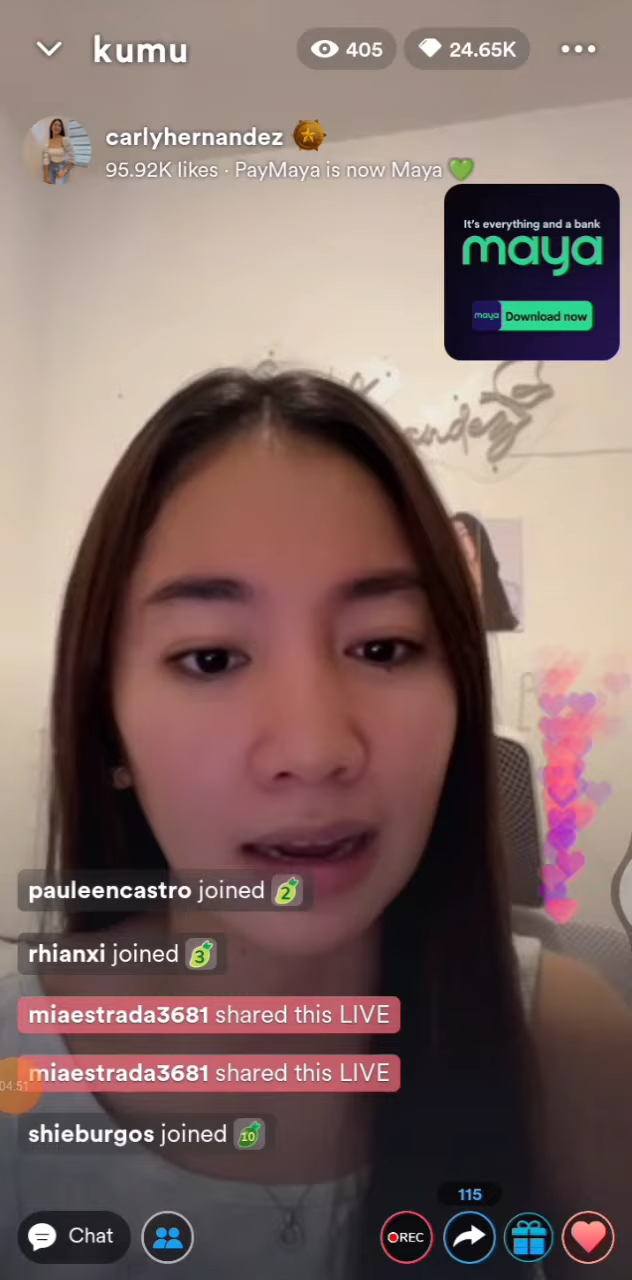 kumu
405
24.65K
carlyhernandez
95.92K likes · PayMaya is now Maya 💚
It's everything and a bank
maya
maya Download now
pauleencastro joined 2
rhianxi joined 3
miaestrada3681 shared this LIVE
miaestrada3681 shared this LIVE
04:51
shieburgos joined 10
115
Chat
REC